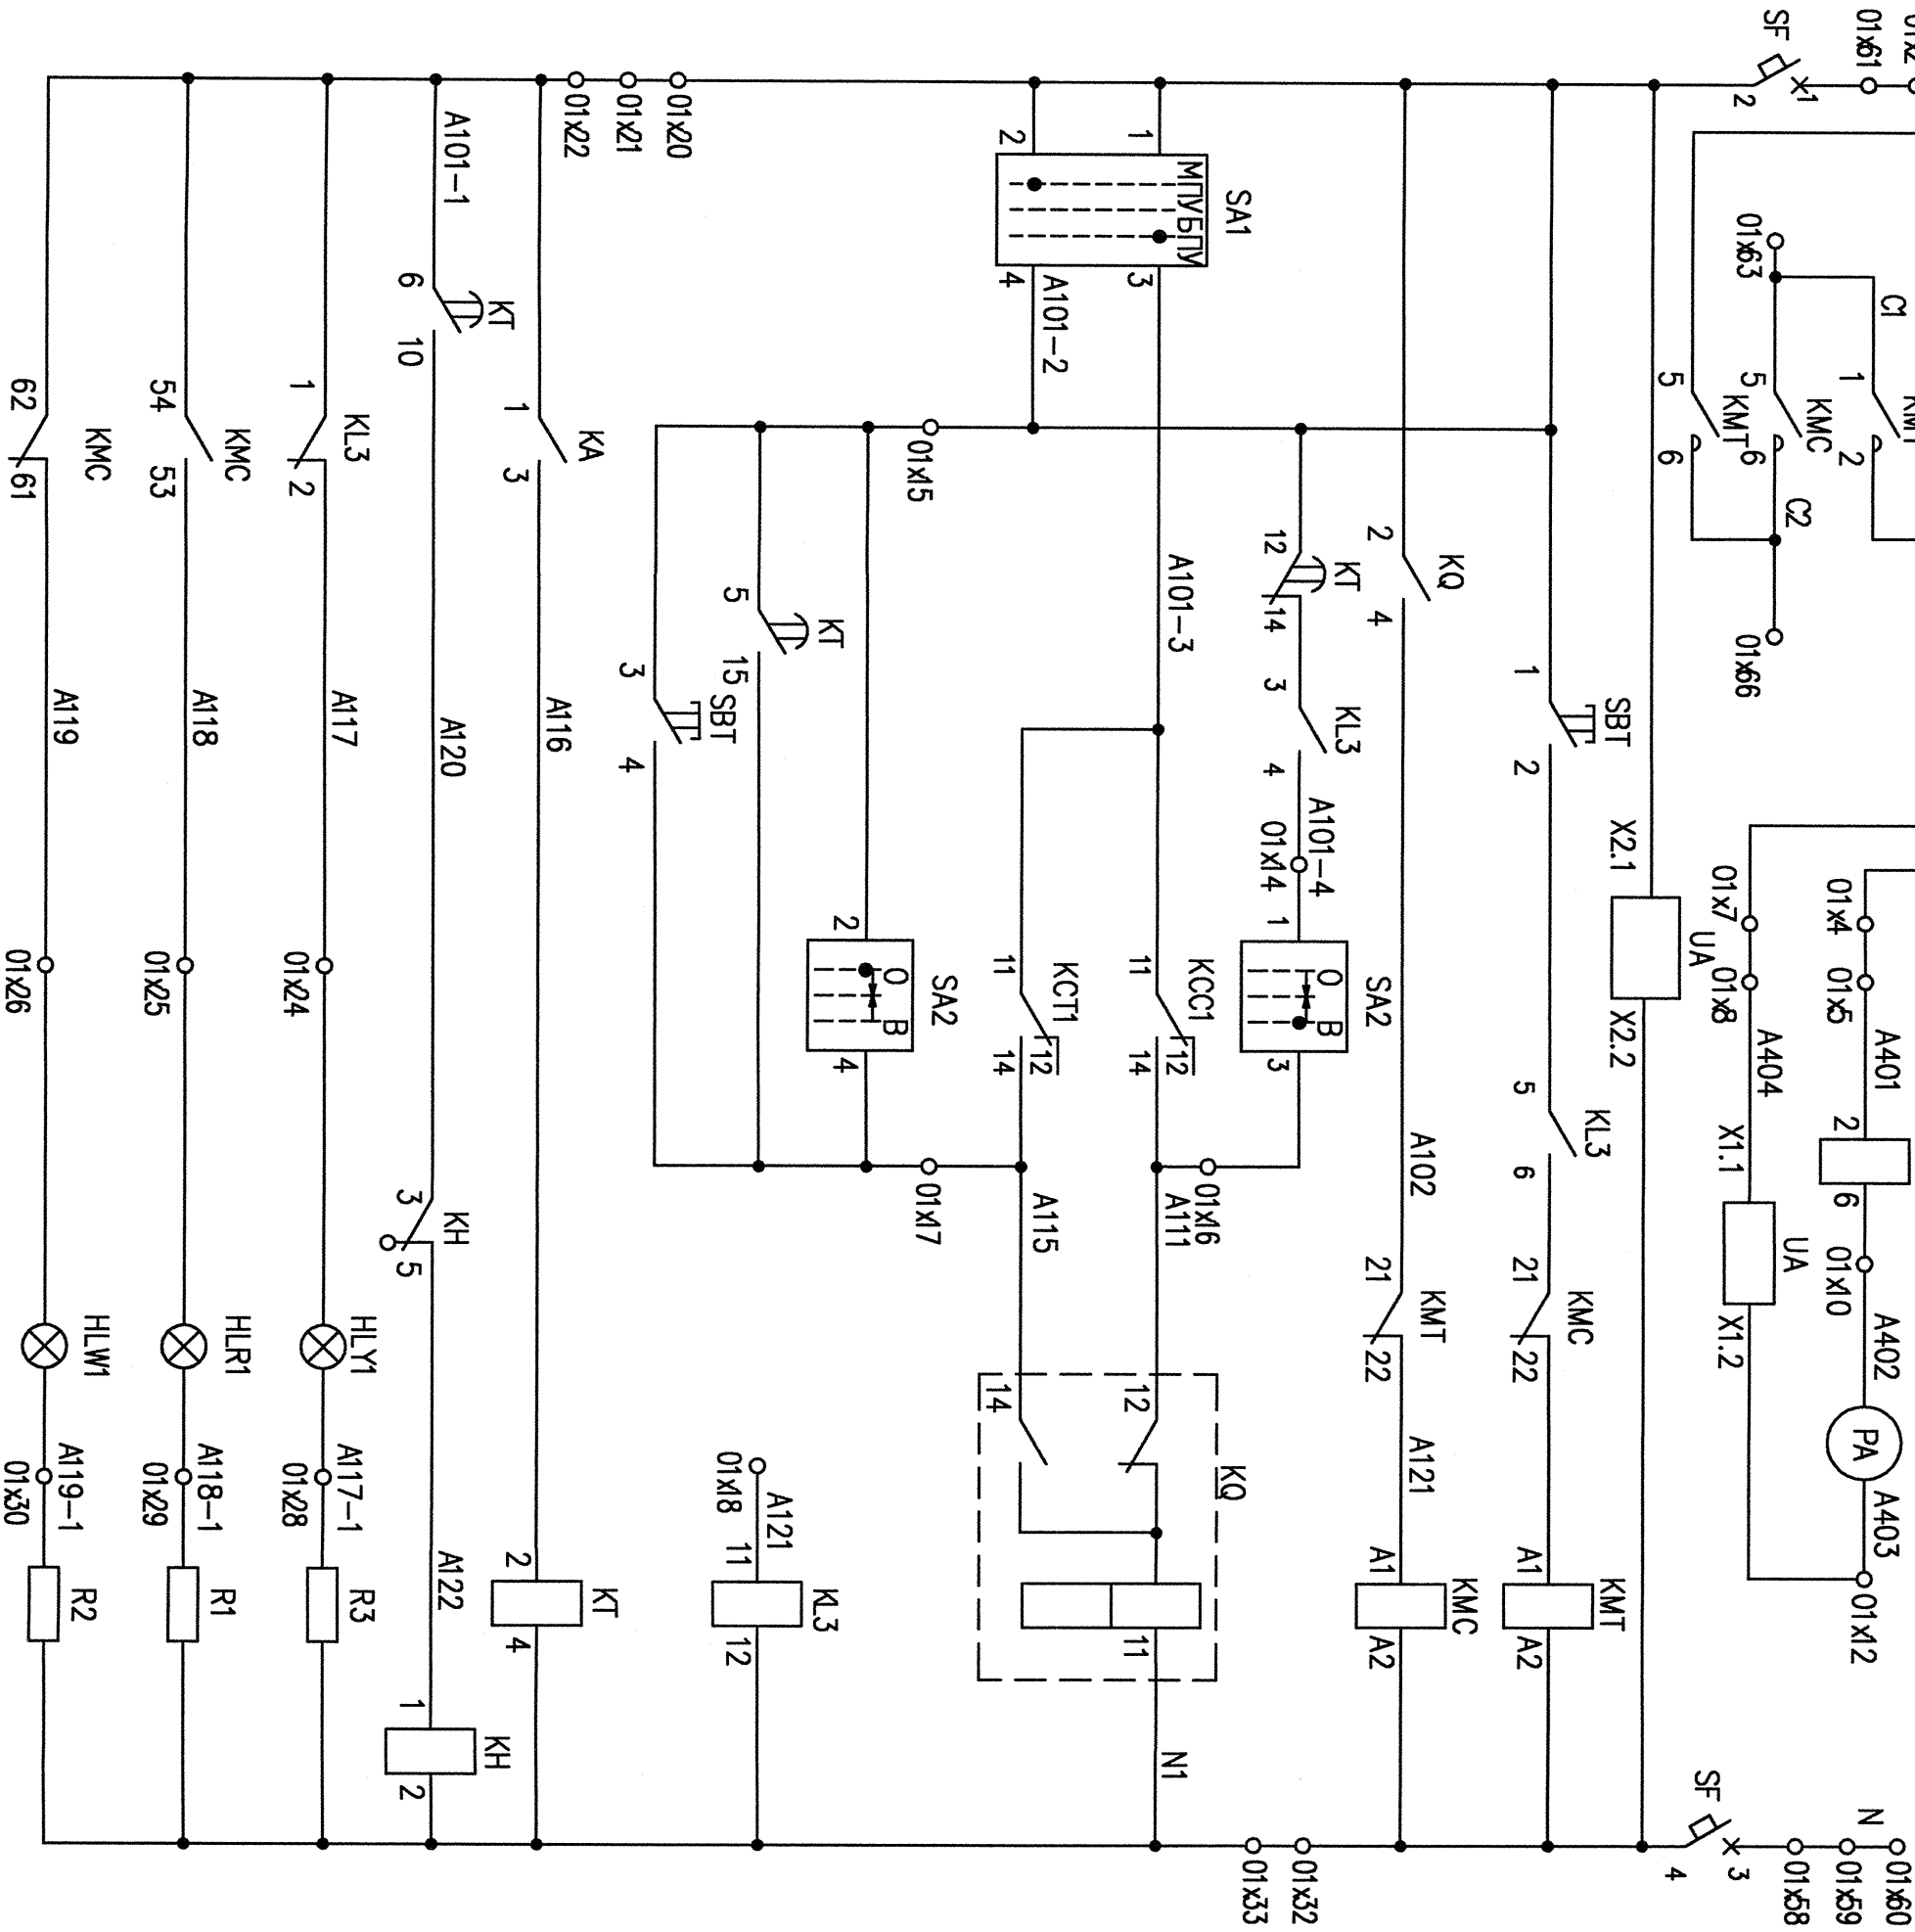 01x2
N
01x60
01x61
01x59
01x58
SF
1
2
3
4
SF
KMT
C1
1
2
01x63
KMC
5
6
C2
KMT
5
6
01x66
01x4
01x5
A401
2
6
01x10
A402
PA
A403
01x12
01x7
01x8
A404
X1.1
UA
X1.2
X2.1
UA
X2.2
SBT
1
2
KL3
5
6
KMC
21
22
KMT
A1
A2
KQ
2
4
A102
KMT
21
22
A121
KMC
A1
A2
01x32
01x33
KT
12
14
KL3
3
4
A101-4
01x14
SA2
1
О
В
3
01x16
SA1
1
МПУБПУ
3
2
4
A101-2
A101-3
KCC1
11
12
14
A111
KQ
12
11
N1
KCT1
11
12
14
A115
14
01x15
SA2
2
О
В
4
01x17
KT
5
15
A121
01x18
11
KL3
12
SBT
3
4
01x20
01x21
01x22
KA
1
3
A116
KT
2
4
A101-1
KT
6
10
A120
KH
3
5
A122
KH
1
2
KL3
1
2
A117
01x24
HLY1
A117-1
01x28
R3
KMC
54
53
A118
01x25
HLR1
A118-1
01x29
R1
KMC
62
61
A119
01x26
HLW1
A119-1
01x30
R2